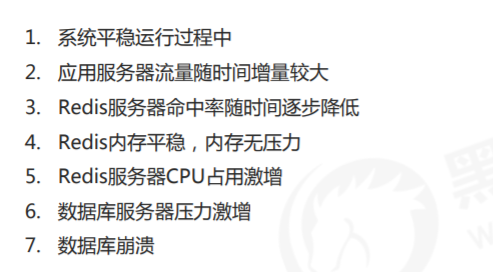 1. 系统平稳运行过程中
2. 应用服务器流量随时间增量较大
3. Redis服务器命中率随时间逐步降低
4. Redis内存平稳，内存无压力
5. Redis服务器CPU占用激增
6. 数据库服务器压力激增
7. 数据库崩溃
黑
w